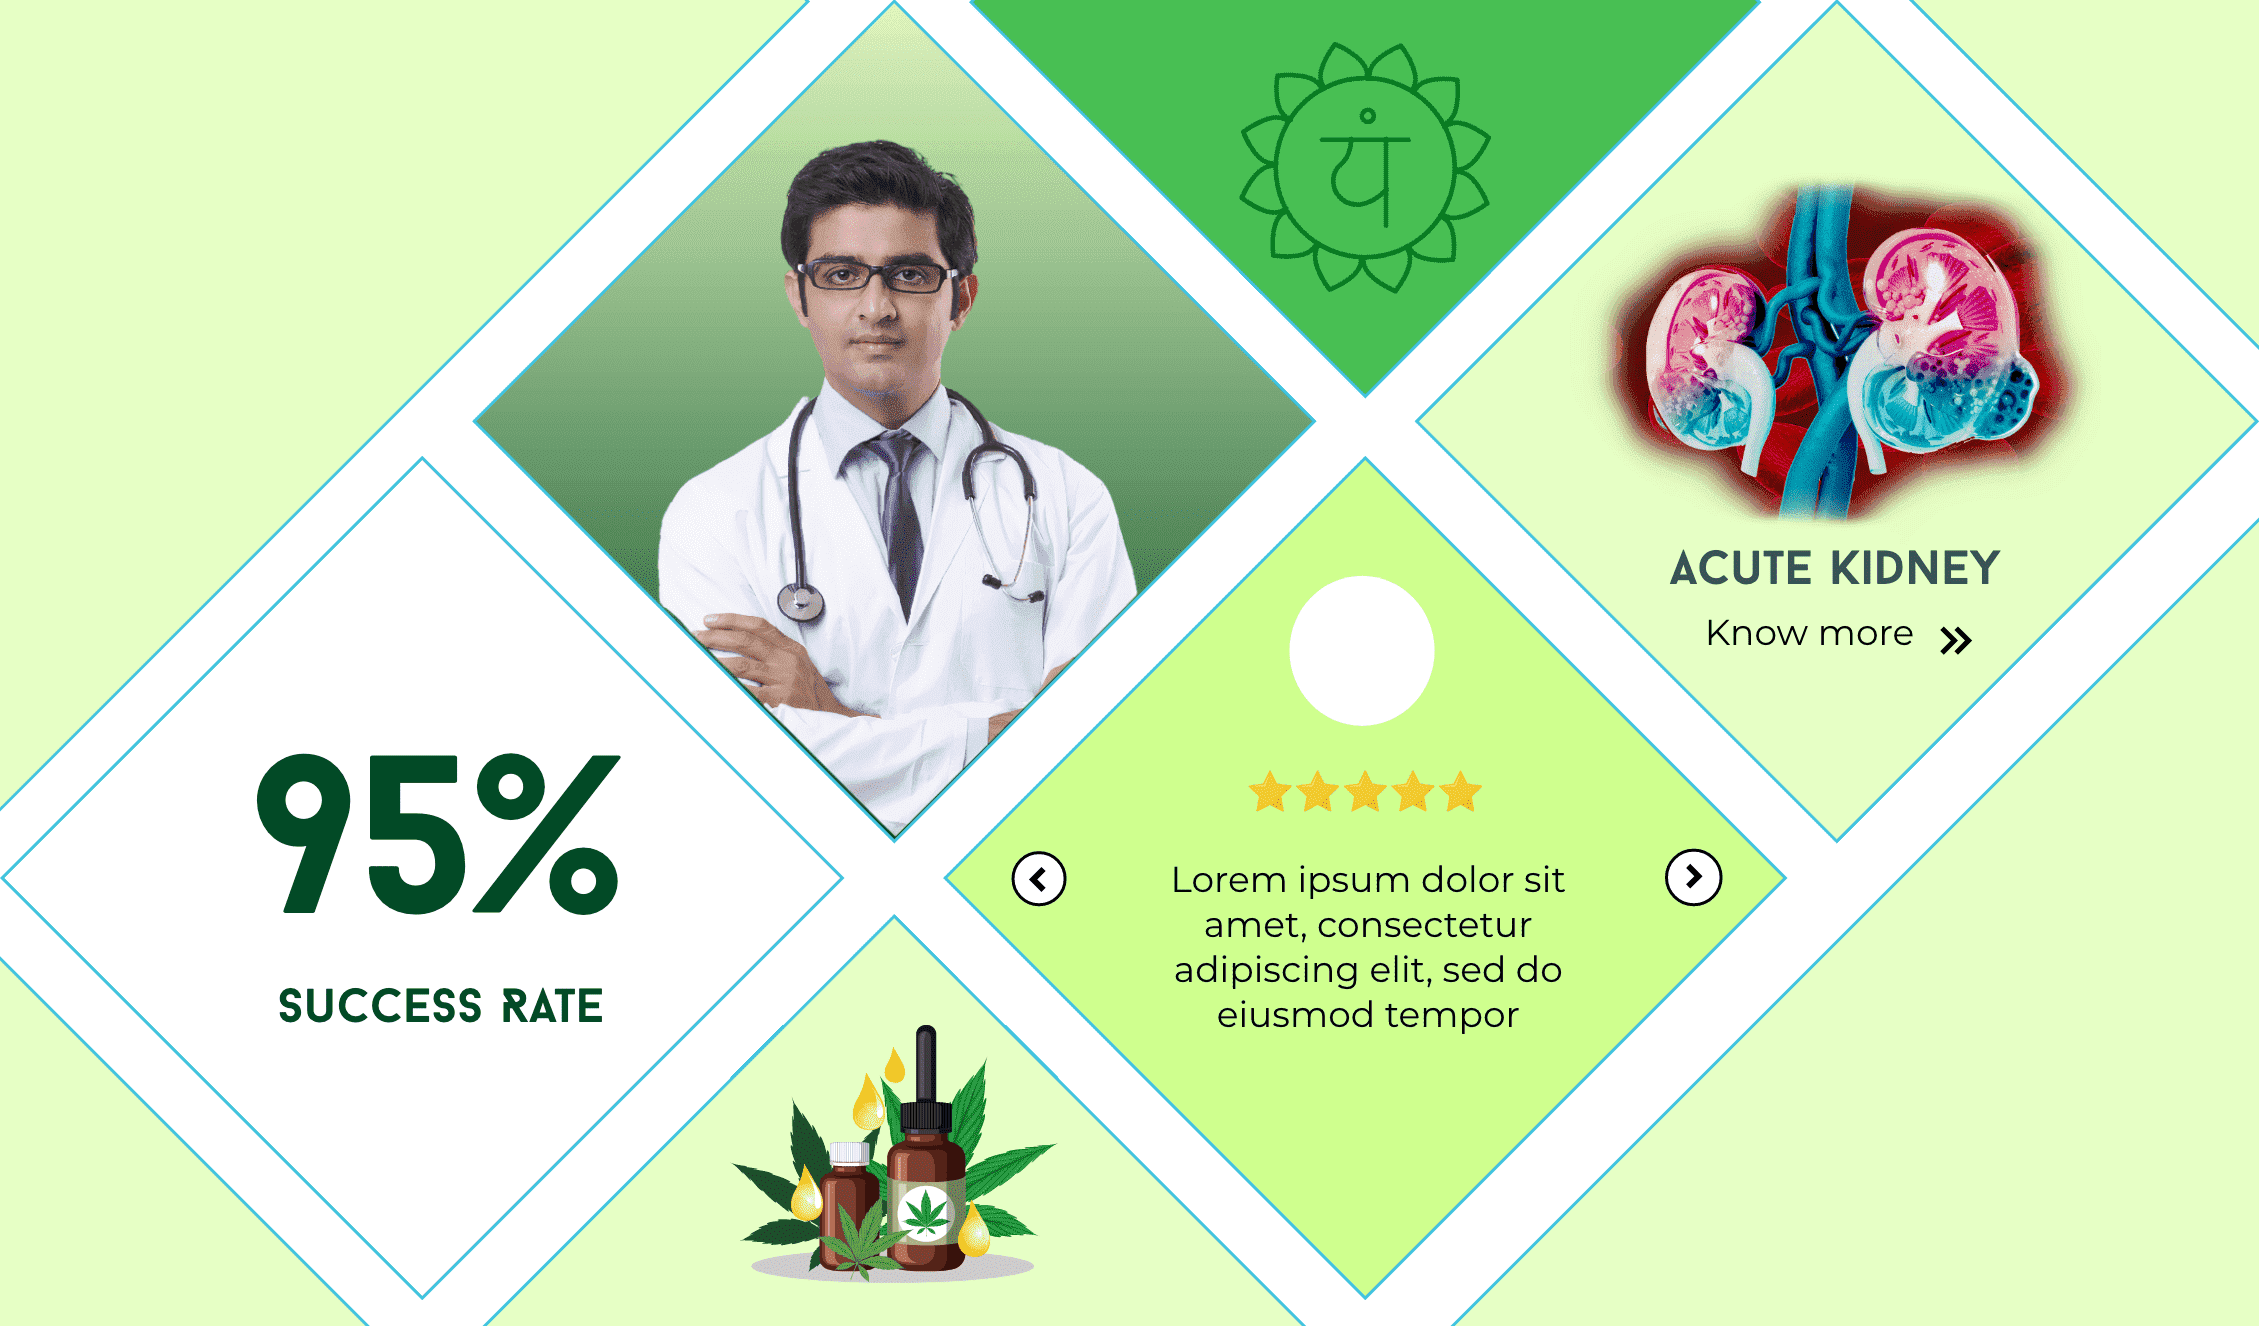 यं
ACUTE KIDNEY
Know more
95%
SUCCESS RATE
Lorem ipsum dolor sit
amet, consectetur
adipiscing elit, sed do
eiusmod tempor